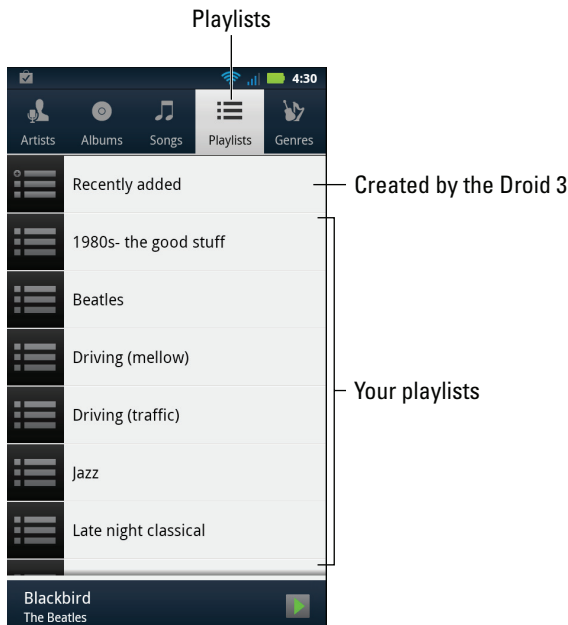 Playlists
4:30
Artists Albums Songs Playlists Genres
Recently added
Created by the Droid 3
1980s- the good stuff
Beatles
Driving (mellow)
Your playlists
Driving (traffic)
Jazz
Late night classical
Blackbird
The Beatles